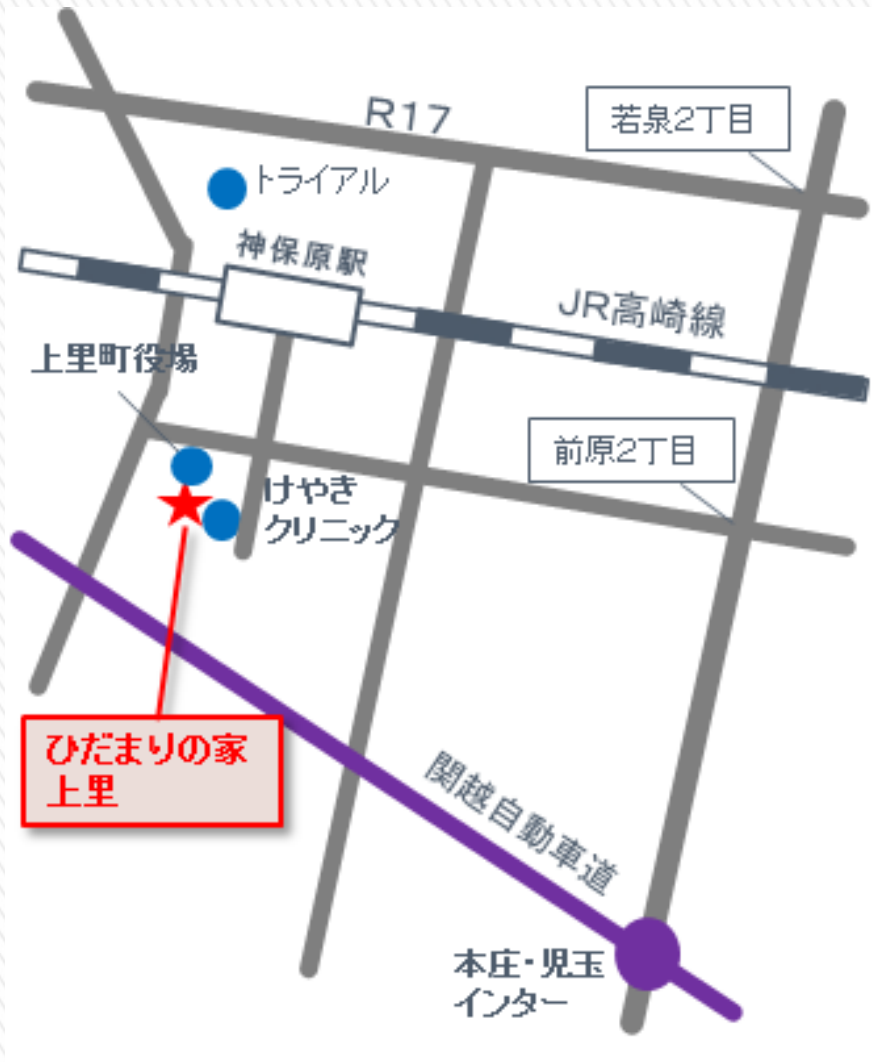 R17
若泉2丁目
トライアル
神保原駅
JR高崎線
上里町役場
前原2丁目
けやき
クリニック
ひだまりの家
上里
関越自動車道
本庄・児玉
インター